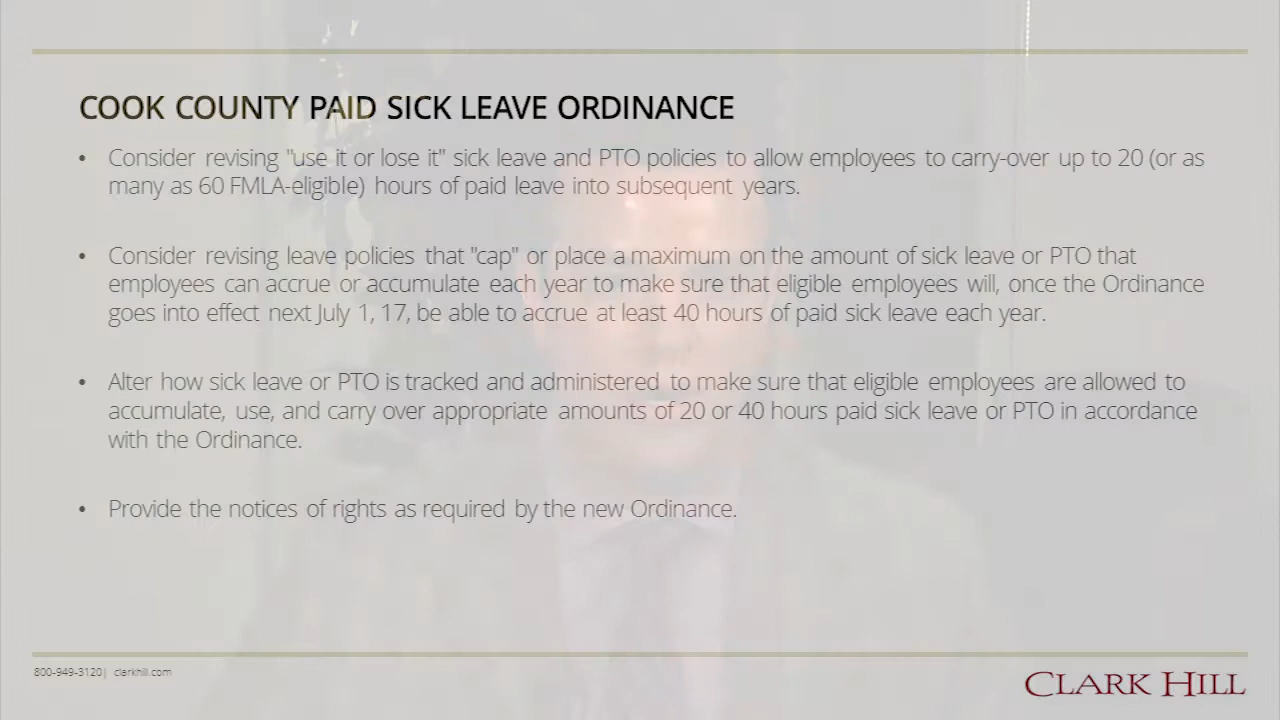 COOK COUNTY PAID SICK LEAVE ORDINANCE
• Consider revising "use it or lose it" sick leave and PTO policies to allow employees to carry-over up to 20 (or as
many as 60 FMLA-eligible) hours of paid leave into subsequent years.
• Consider revising leave policies that "cap" or place a maximum on the amount of sick leave or PTO that
employees can accrue or accumulate each year to make sure that eligible employees will, once the Ordinance
goes into effect next July 1, 17, be able to accrue at least 40 hours of paid sick leave each year.
• Alter how sick leave or PTO is tracked and administered to make sure that eligible employees are allowed to
accumulate, use, and carry over appropriate amounts of 20 or 40 hours paid sick leave or PTO in accordance
with the Ordinance.
• Provide the notices of rights as required by the new Ordinance.
800-949-3120| clarkhill.com
CLARK HILL